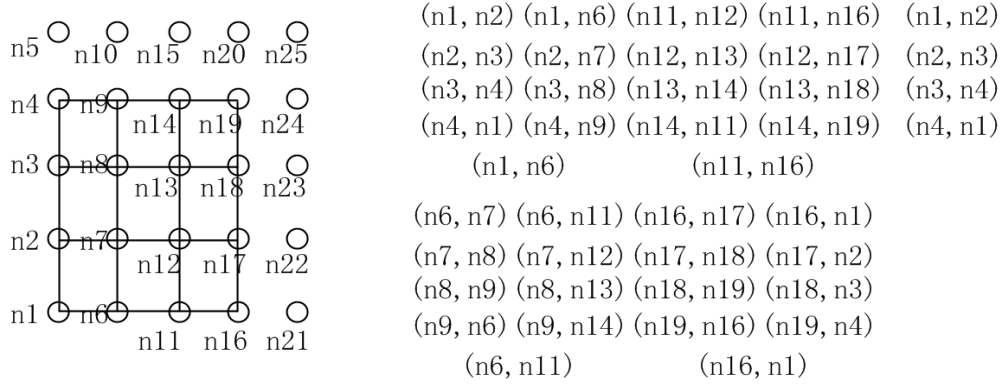 n5 n10 n15 n20 n25
n4 n9 n14 n19 n24
n3 n8 n13 n18 n23
n2 n7 n12 n17 n22
n1 n6 n11 n16 n21
(n1, n2) (n1, n6) (n11, n12) (n11, n16) (n1, n2)
(n2, n3) (n2, n7) (n12, n13) (n12, n17) (n2, n3)
(n3, n4) (n3, n8) (n13, n14) (n13, n18) (n3, n4)
(n4, n1) (n4, n9) (n14, n11) (n14, n19) (n4, n1)
(n1, n6) (n11, n16)
(n6, n7) (n6, n11) (n16, n17) (n16, n1)
(n7, n8) (n7, n12) (n17, n18) (n17, n2)
(n8, n9) (n8, n13) (n18, n19) (n18, n3)
(n9, n6) (n9, n14) (n19, n16) (n19, n4)
(n6, n11) (n16, n1)